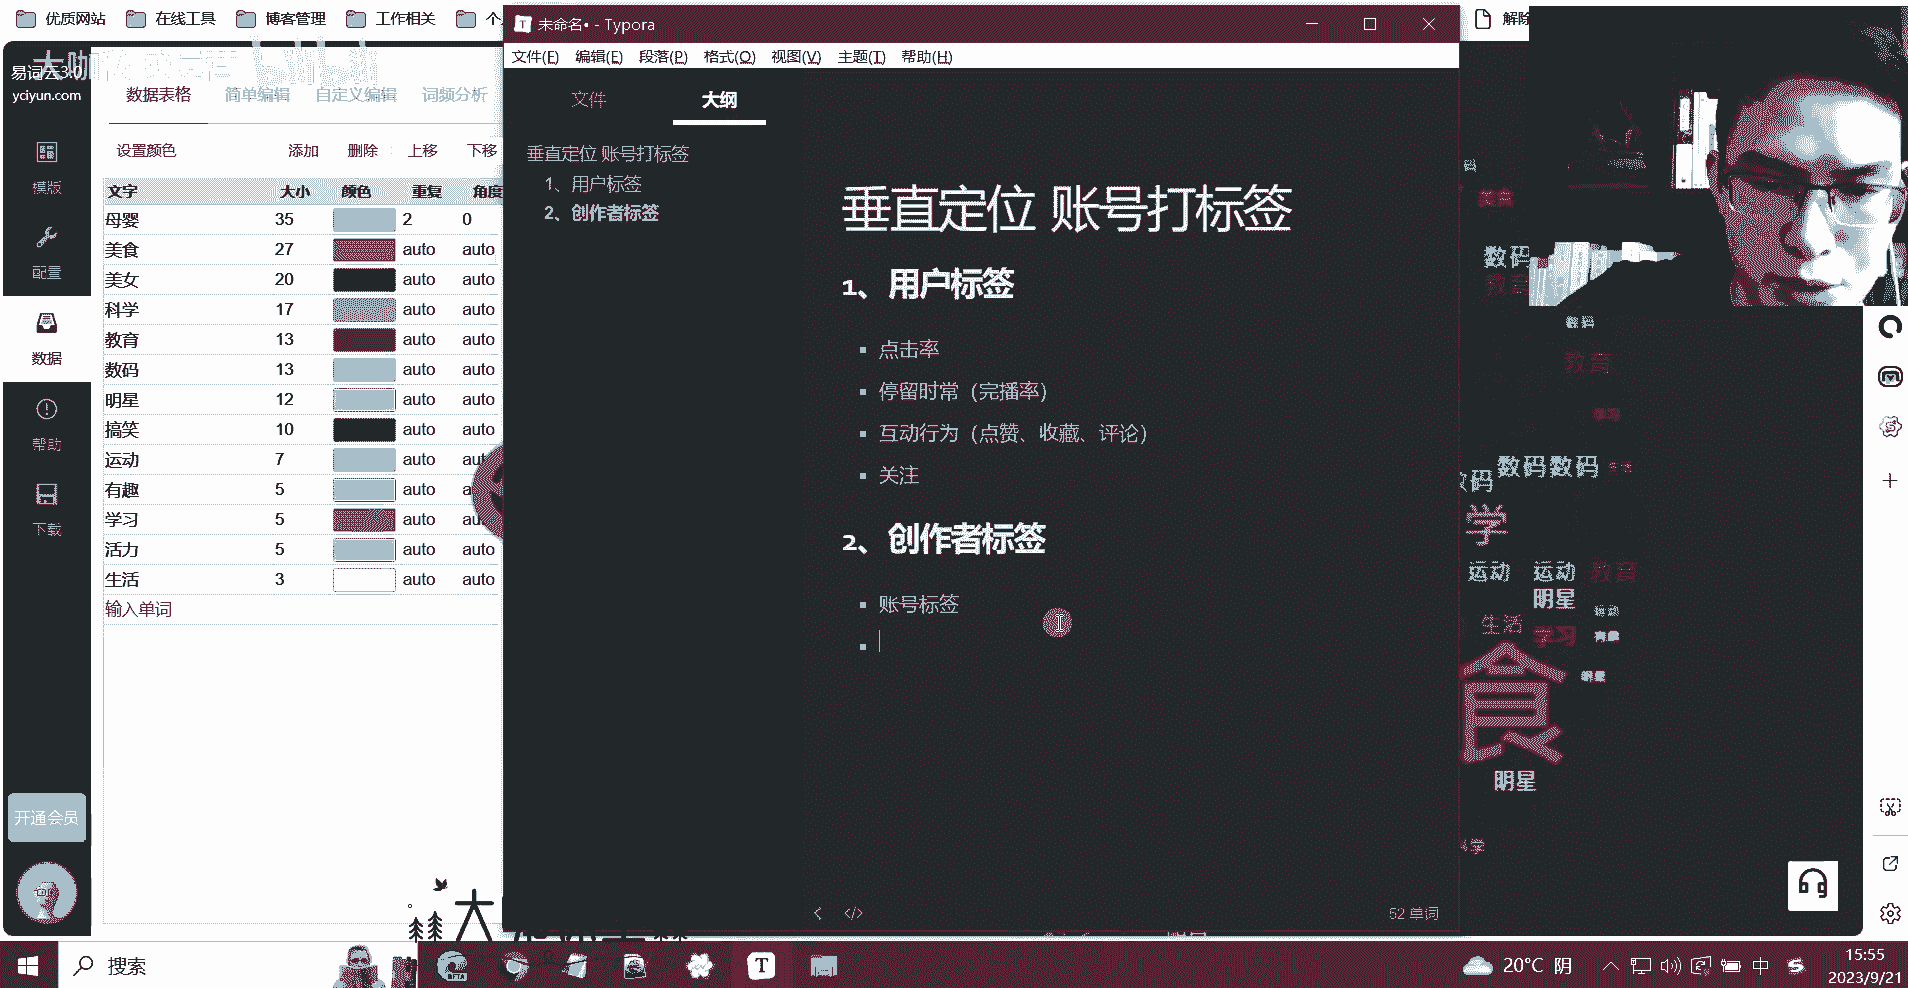 优质网站
在线工具
博客管理
工作相关
个
解除
未命名• - Typora
文件(F) 编辑(E) 段落(P) 格式(O) 视图(V) 主题(T) 帮助(H)
易词云3.0
yciyun.com
数据表格 简单编辑 自定义编辑 词频分析
设置颜色 添加 删除 上移 下移
文字 大小 颜色 重复 角度
母婴 35 2 0
美食 27 auto auto
美女 20 auto auto
科学 17 auto auto
教育 13 auto auto
数码 13 auto auto
明星 12 auto auto
搞笑 10 auto auto
运动 7 auto
有趣 5 auto
学习 5 auto
活力 5 auto auto
生活 3 auto auto
输入单词
模版
配置
数据
帮助
下载
开通会员
文件 大纲
垂直定位 账号打标签
1、用户标签
2、创作者标签
垂直定位 账号打标签
1、用户标签
点击率
停留时常（完播率）
互动行为（点赞、收藏、评论）
关注
2、创作者标签
账号标签
52 单词
数码
教育
数码
教育
数码数码
学
运动 运动 教育
明星
生活 学习
食
明星
搜索
20°C 阴
中
15:55
2023/9/21